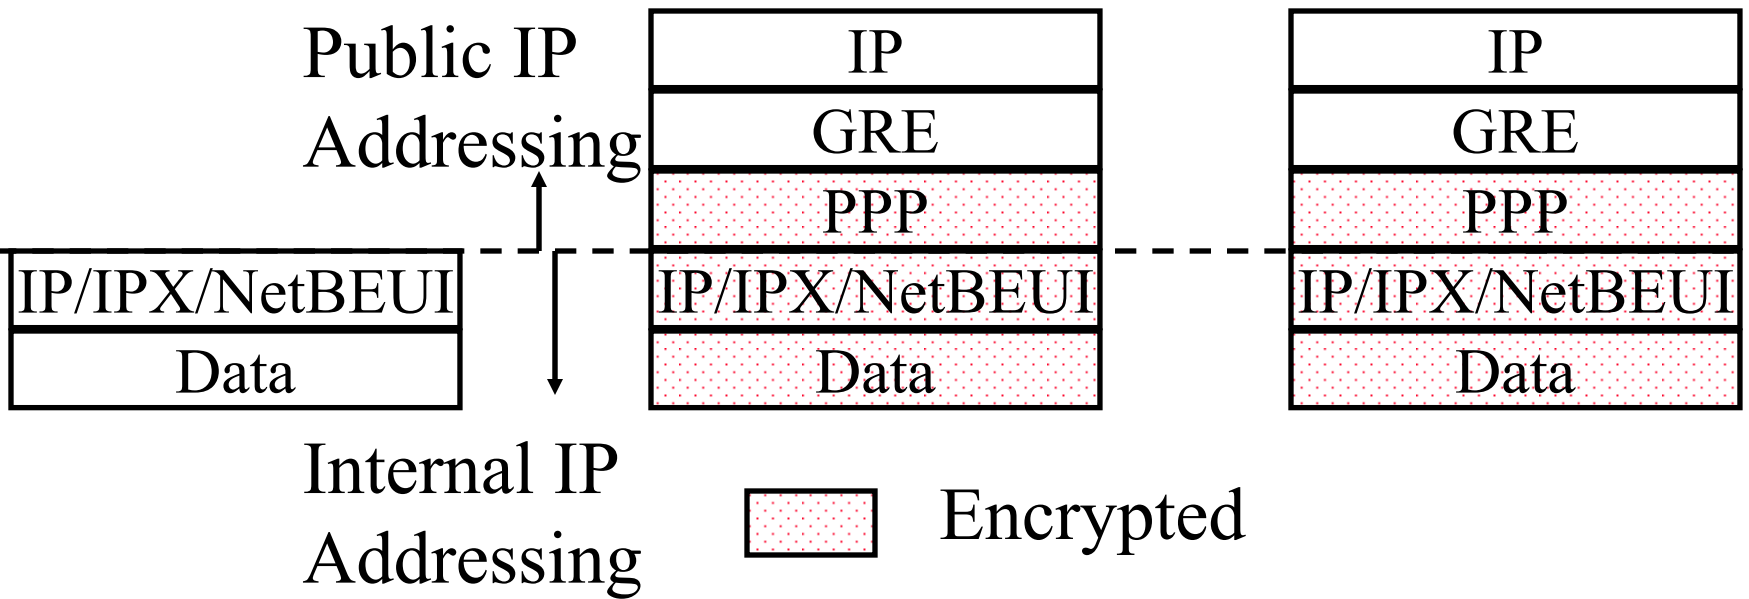 Public IP
Addressing
IP
GRE
PPP
IP/IPX/NetBEUI
Data
IP
GRE
PPP
IP/IPX/NetBEUI
Data
IP/IPX/NetBEUI
Data
Internal IP
Addressing
Encrypted